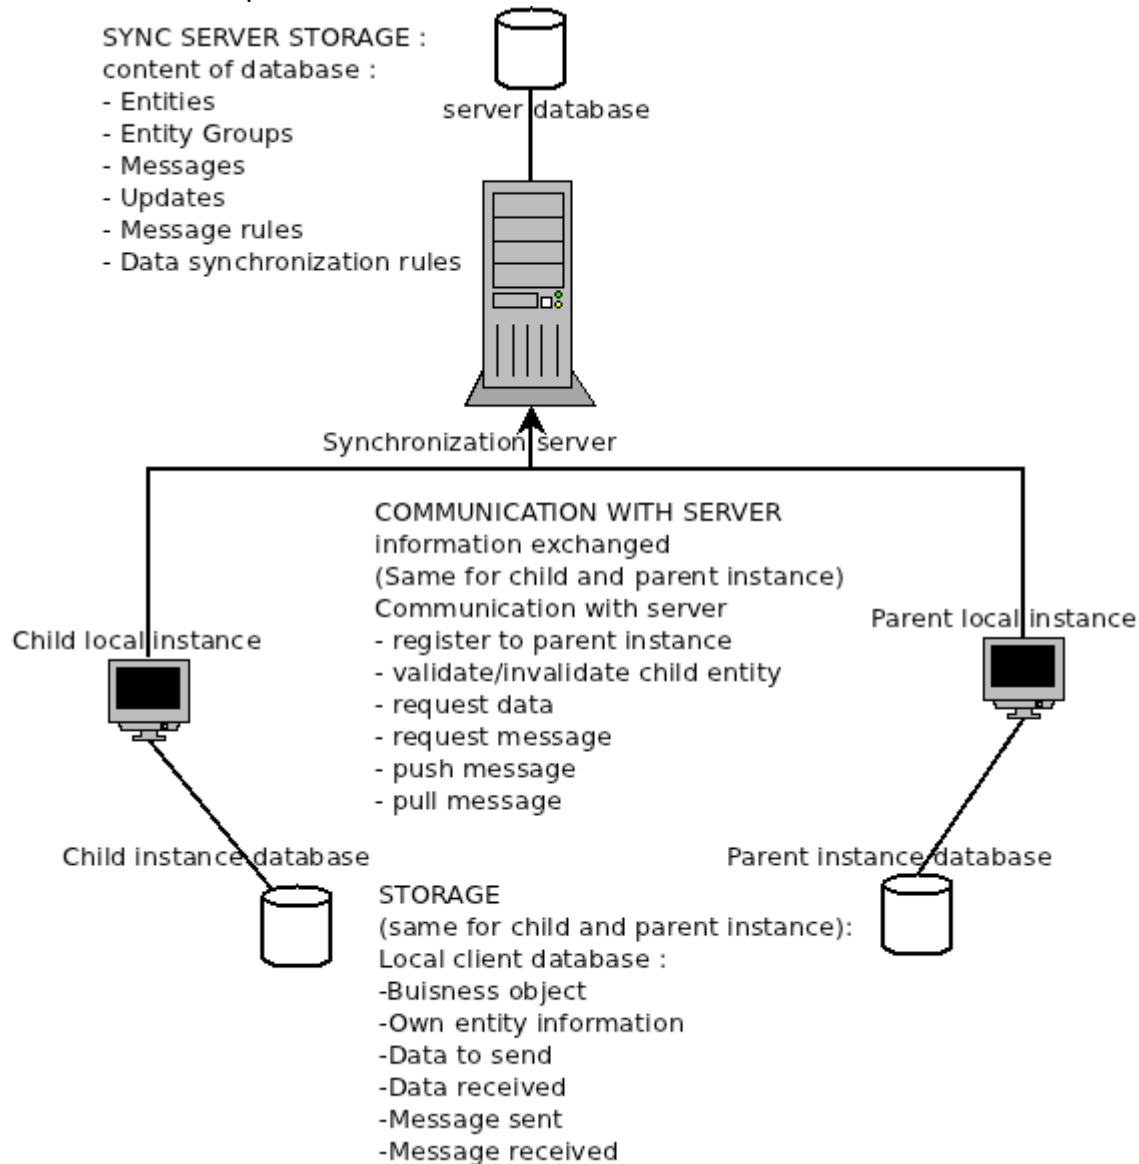 SYNC SERVER STORAGE :
content of database :
- Entities
- Entity Groups
- Messages
- Updates
- Message rules
- Data synchronization rules
server database
Synchronization server
COMMUNICATION WITH SERVER
information exchanged
(Same for child and parent instance)
Communication with server
- register to parent instance
- validate/invalidate child entity
- request data
- request message
- push message
- pull message
Child local instance
Parent local instance
Child instance database
Parent instance database
STORAGE
(same for child and parent instance):
Local client database :
-Buisness object
-Own entity information
-Data to send
-Data received
-Message sent
-Message received